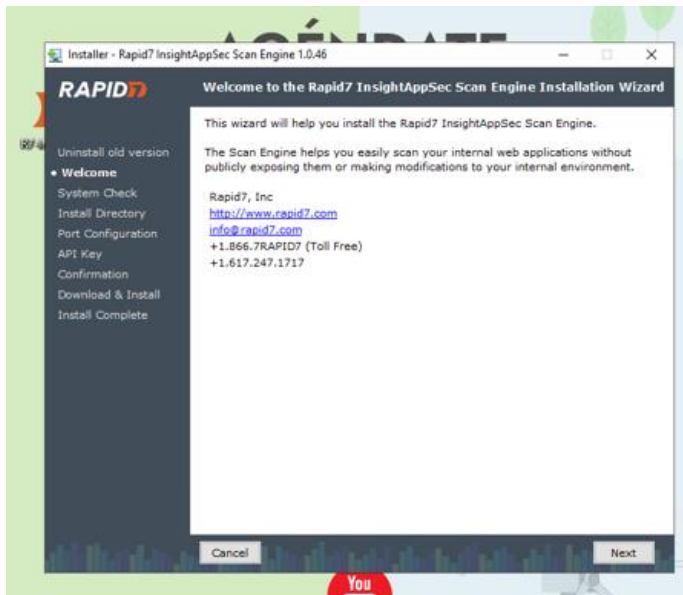 AGÉNDATE
Installer - Rapid7 InsightAppSec Scan Engine 1.0.46
RAPID7
Welcome to the Rapid7 InsightAppSec Scan Engine Installation Wizard
Uninstall old version
• Welcome
System Check
Install Directory
Port Configuration
API Key
Confirmation
Download & Install
Install Complete
This wizard will help you install the Rapid7 InsightAppSec Scan Engine.
The Scan Engine helps you easily scan your internal web applications without
publicly exposing them or making modifications to your internal environment.
Rapid7, Inc
http://www.rapid7.com
info@rapid7.com
+1.866.7RAPID7 (Toll Free)
+1.617.247.1717
Cancel
Next
You